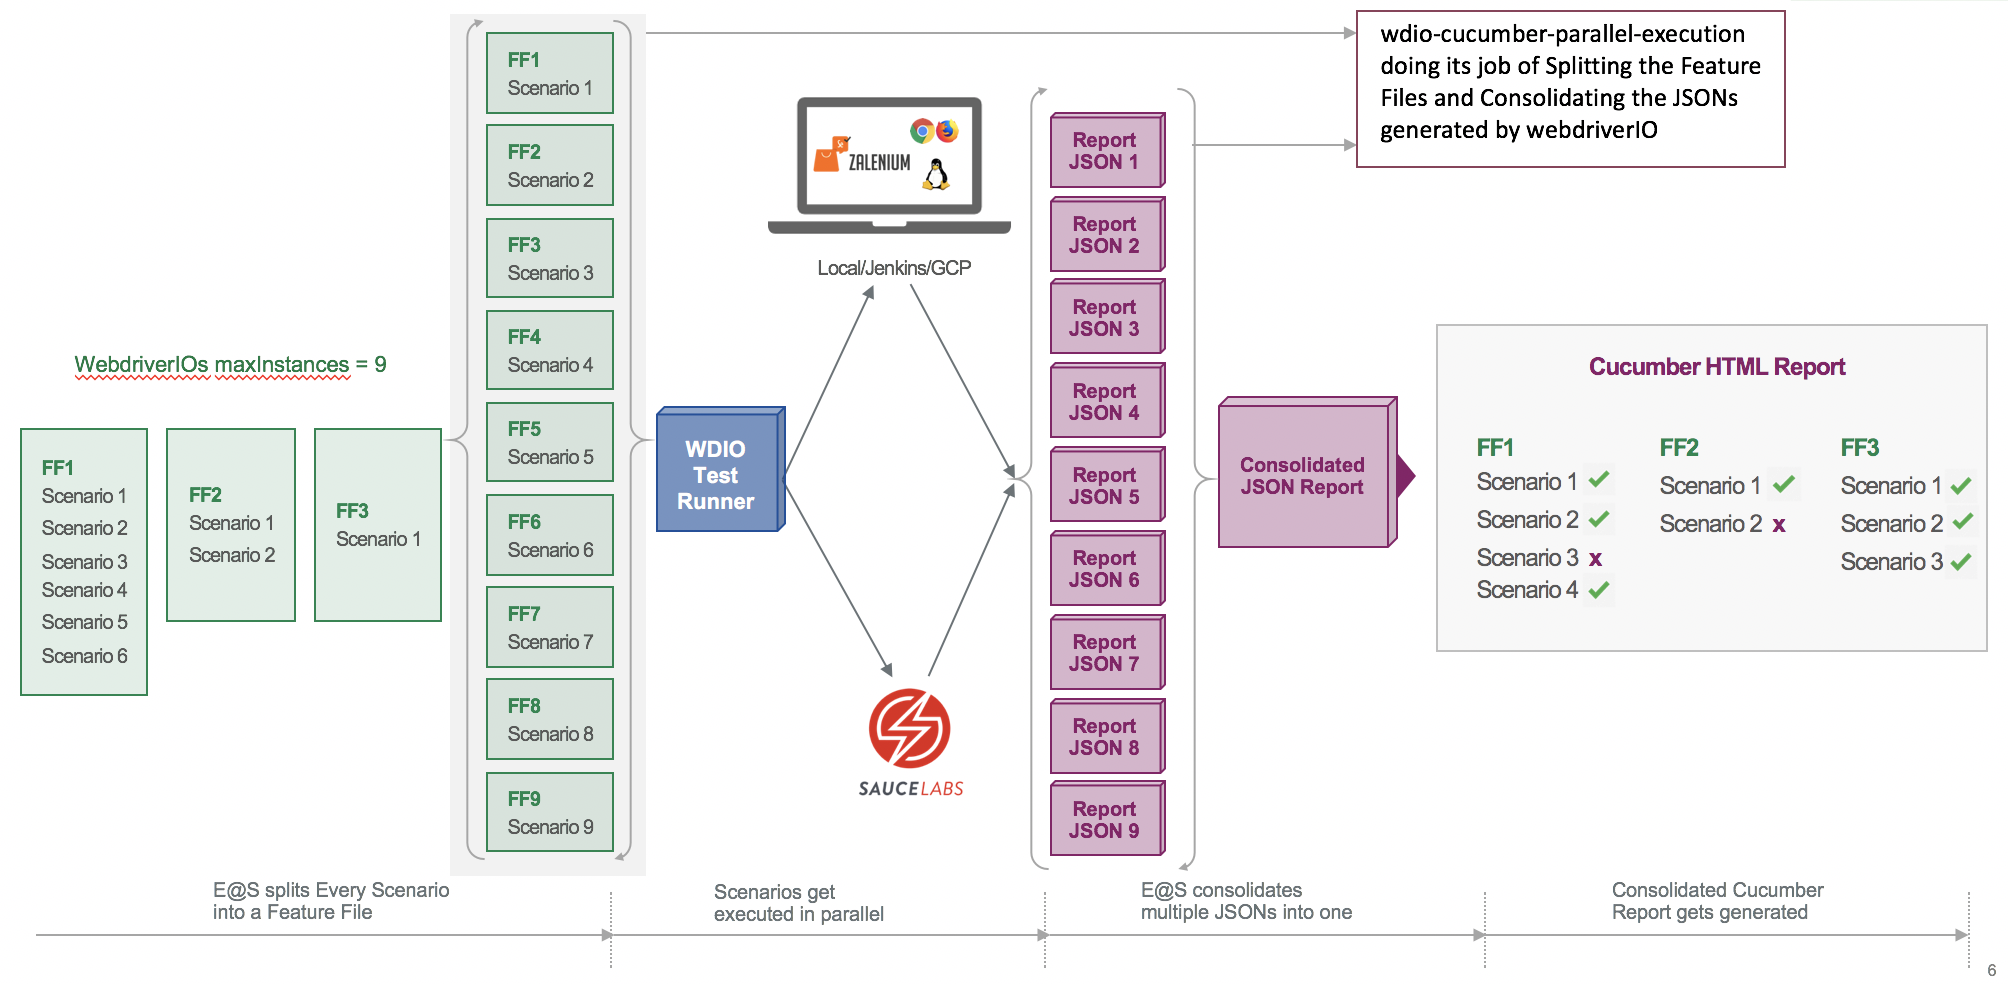 WebdriverIOs maxInstances = 9
FF1
Scenario 1
Scenario 2
Scenario 3
Scenario 4
Scenario 5
Scenario 6
FF2
Scenario 1
Scenario 2
FF3
Scenario 1
FF1
Scenario 1
FF2
Scenario 2
FF3
Scenario 3
FF4
Scenario 4
FF5
Scenario 5
FF6
Scenario 6
FF7
Scenario 7
FF8
Scenario 8
FF9
Scenario 9
WDIO
Test
Runner
Se
ZALENIUM
Local/Jenkins/GCP
SAUCELABS
Report
JSON 1
Report
JSON 2
Report
JSON 3
Report
JSON 4
Report
JSON 5
Report
JSON 6
Report
JSON 7
Report
JSON 8
Report
JSON 9
wdio-cucumber-parallel-execution
doing its job of Splitting the Feature
Files and Consolidating the JSONs
generated by webdriverIO
Consolidated
JSON Report
Cucumber HTML Report
FF1
Scenario 1
Scenario 2
Scenario 3 x
Scenario 4
FF2
Scenario 1
Scenario 2 x
FF3
Scenario 1
Scenario 2
Scenario 3
E@S splits Every Scenario
into a Feature File
Scenarios get
executed in parallel
E@S consolidates
multiple JSONs into one
Consolidated Cucumber
Report gets generated
6